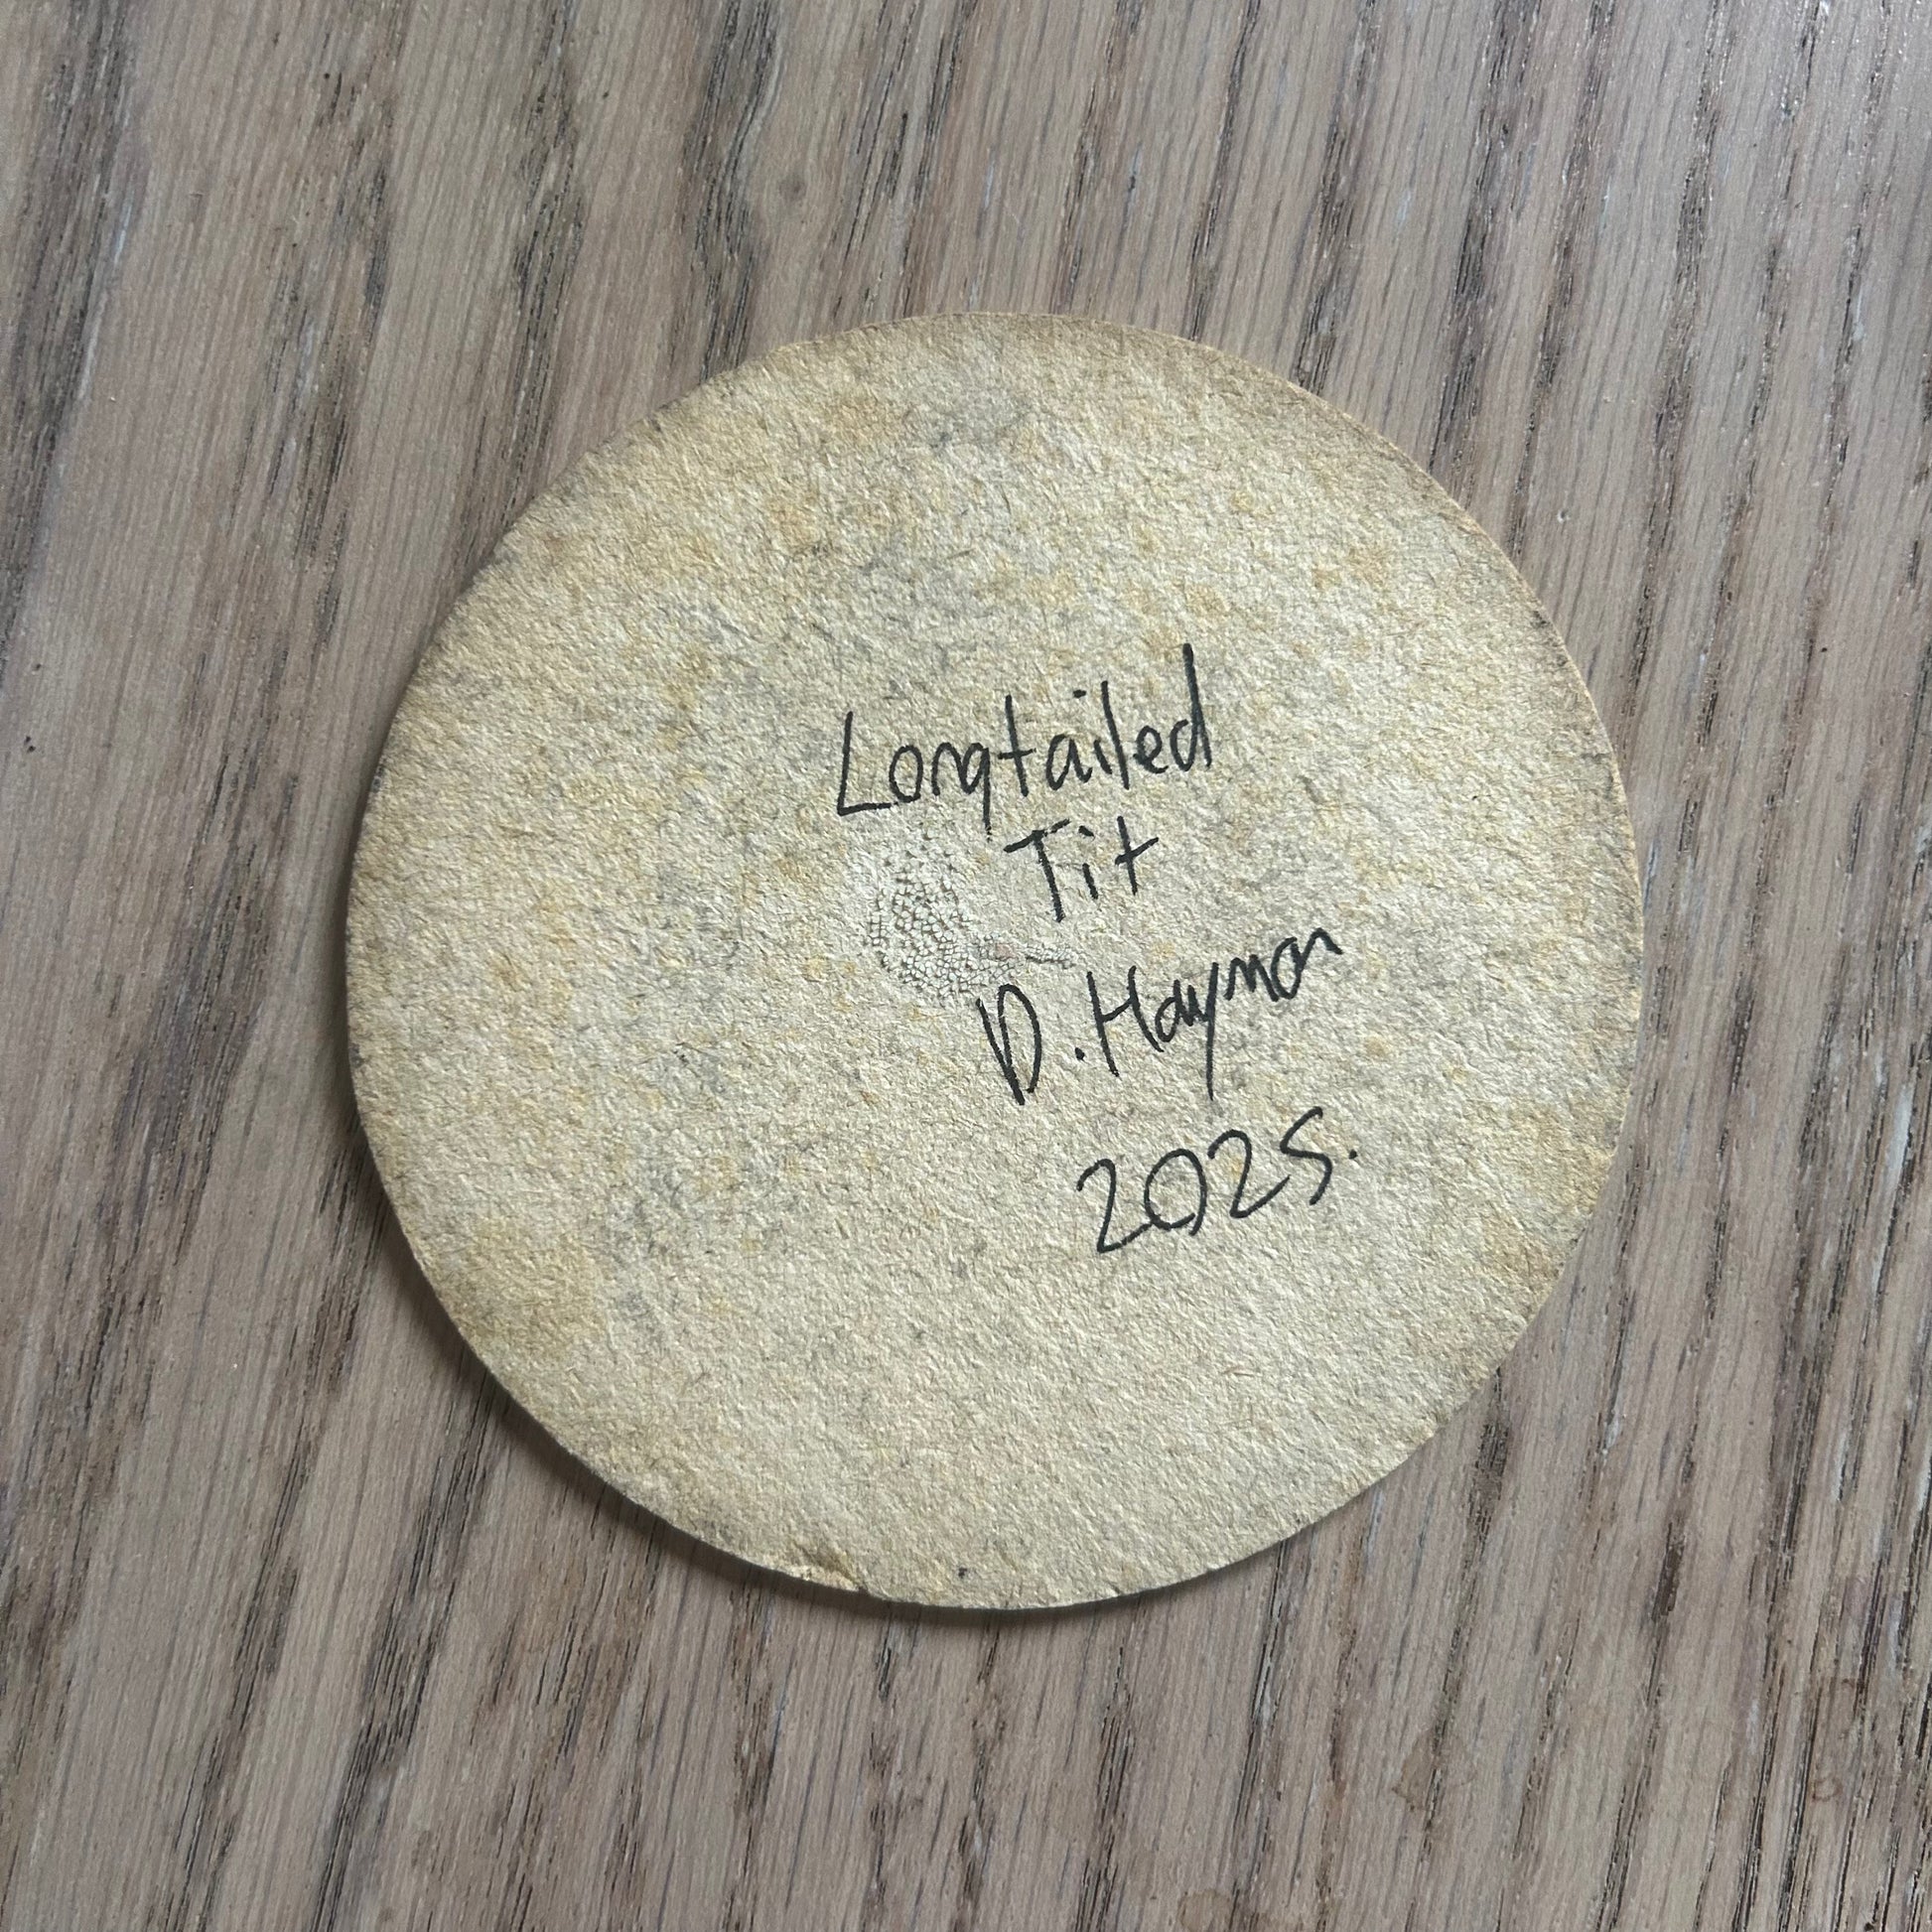 Longtailed
Tit
D. Hayman
2025.